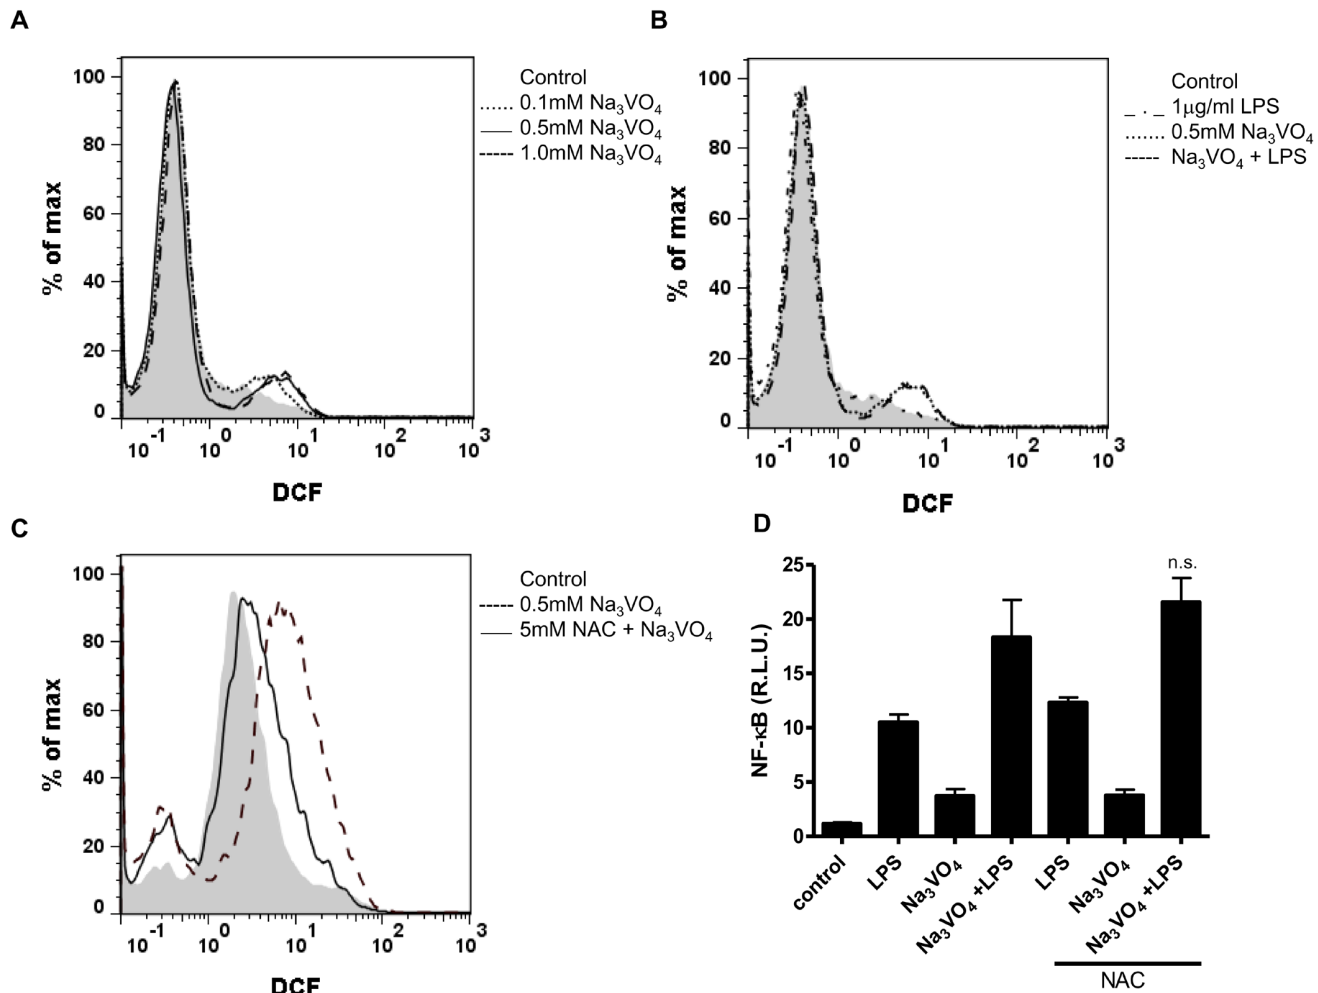 A
% of max
100
80
60
40
20
0
10^-1 10^0 10^1 10^2 10^3
DCF
Control
0.1mM Na₃VO₄
0.5mM Na₃VO₄
1.0mM Na₃VO₄
B
% of max
100
80
60
40
20
0
10^-1 10^0 10^1 10^2 10^3
DCF
Control
1μg/ml LPS
0.5mM Na₃VO₄
Na₃VO₄ + LPS
C
% of max
100
80
60
40
20
0
10^-1 10^0 10^1 10^2 10^3
DCF
Control
0.5mM Na₃VO₄
5mM NAC + Na₃VO₄
D
NF-κB (R.L.U.)
25
20
15
10
5
0
n.s.
control
LPS
Na₃VO₄
Na₃VO₄ +LPS
LPS
Na₃VO₄
Na₃VO₄ +LPS
NAC